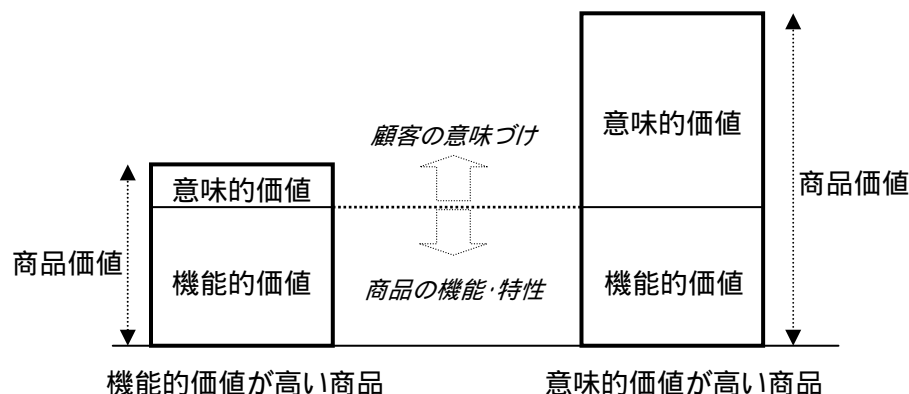 顧客の意味づけ
意味的価値
意味的価値
商品価値
商品価値
機能的価値
商品の機能・特性
機能的価値
機能的価値が高い商品
意味的価値が高い商品